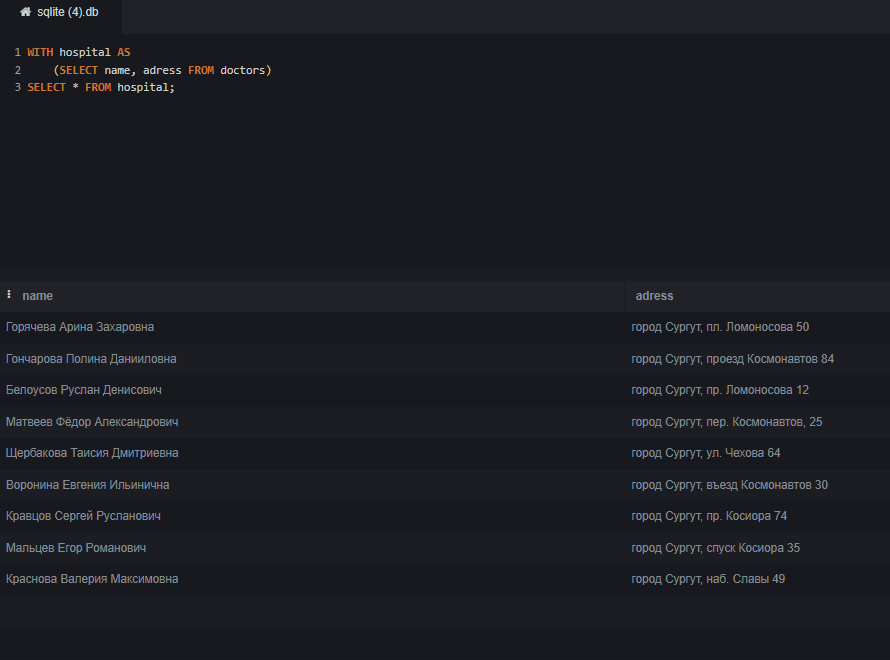 sqlite (4).db
1 WITH hospital AS
2 (SELECT name, adress FROM doctors)
3 SELECT * FROM hospital;
name adress
Горячева Арина Захаровна город Сургут, пл. Ломоносова 50
Гончарова Полина Данииловна город Сургут, проезд Космонавтов 84
Белоусов Руслан Денисович город Сургут, пр. Ломоносова 12
Матвеев Фёдор Александрович город Сургут, пер. Космонавтов, 25
Щербакова Таисия Дмитриевна город Сургут, ул. Чехова 64
Воронина Евгения Ильинична город Сургут, въезд Космонавтов 30
Кравцов Сергей Русланович город Сургут, пр. Косиора 74
Мальцев Егор Романович город Сургут, спуск Косиора 35
Краснова Валерия Максимовна город Сургут, наб. Славы 49